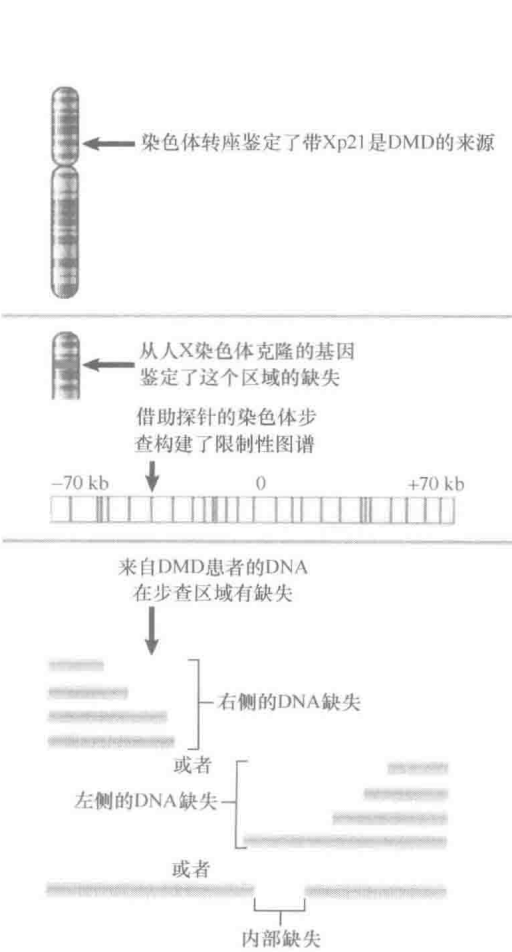 染色体转座鉴定了带Xp21是DMD的来源
从人X染色体克隆的基因
鉴定了这个区域的缺失
借助探针的染色体步
查构建了限制性图谱
−70 kb 0 +70 kb
来自DMD患者的DNA
在步查区域有缺失
右侧的DNA缺失
或者
左侧的DNA缺失
或者
内部缺失